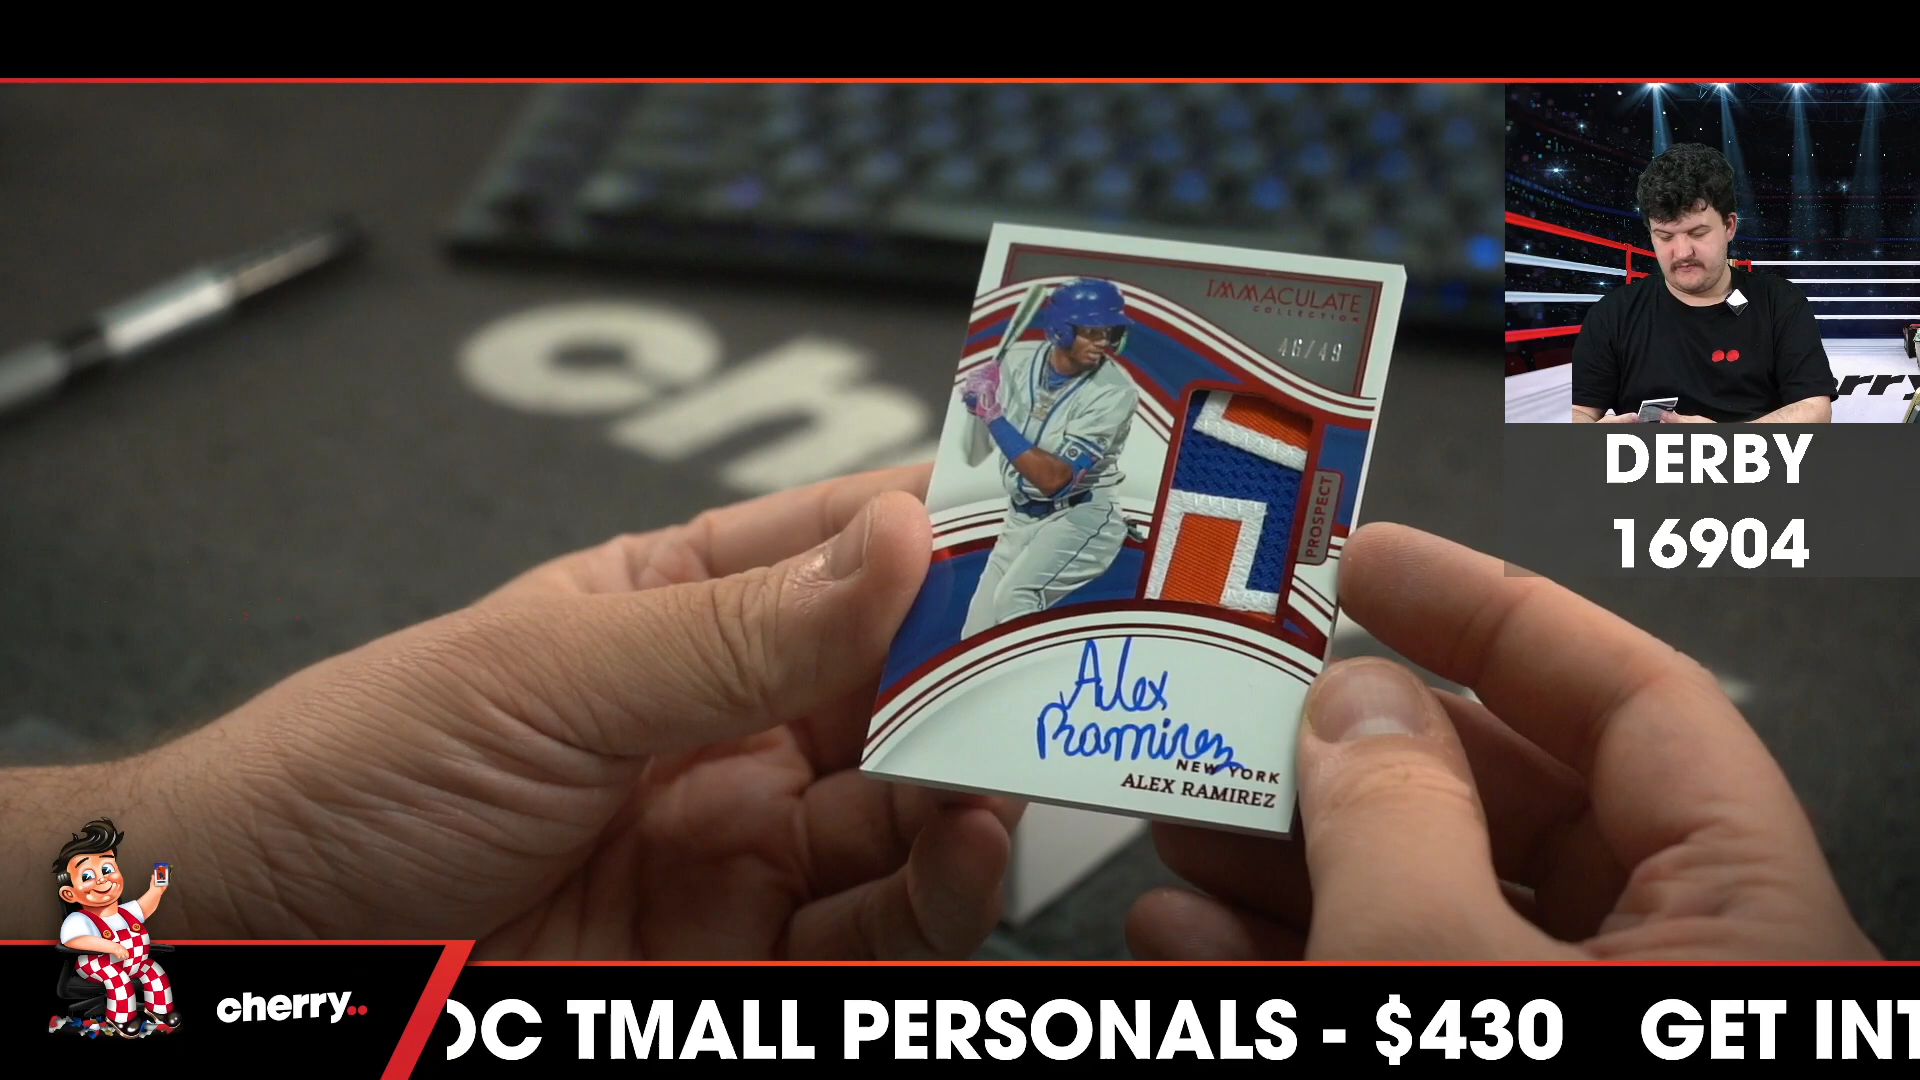 IMMACULATE
COLLECTION
46/49
PROSPECT
Alex
Ramirez
NEW YORK
ALEX RAMIREZ
DERBY
16904
cherry..
OC TMALL PERSONALS - $430 GET INT